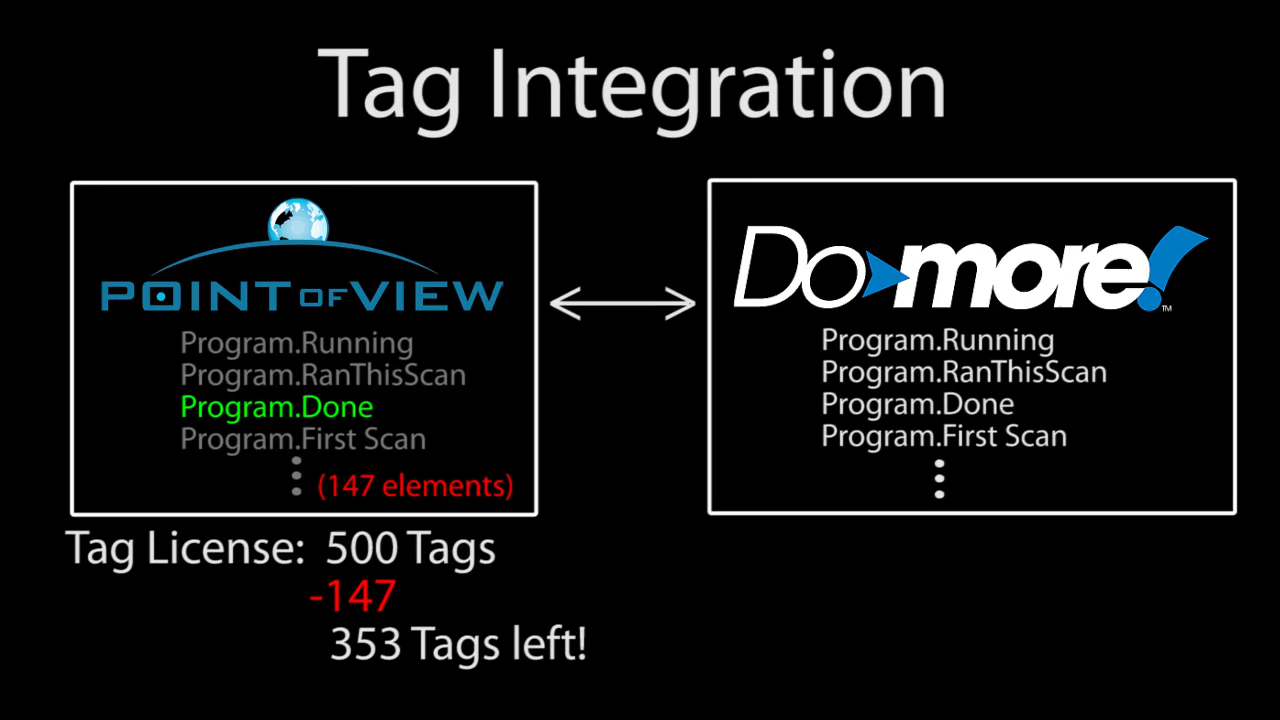 Tag Integration
POINT OF VIEW
Program.Running
Program.RanThisScan
Program.Done
Program.First Scan
(147 elements)
Tag License: 500 Tags
-147
353 Tags left!
Do more! ™
Program.Running
Program.RanThisScan
Program.Done
Program.First Scan